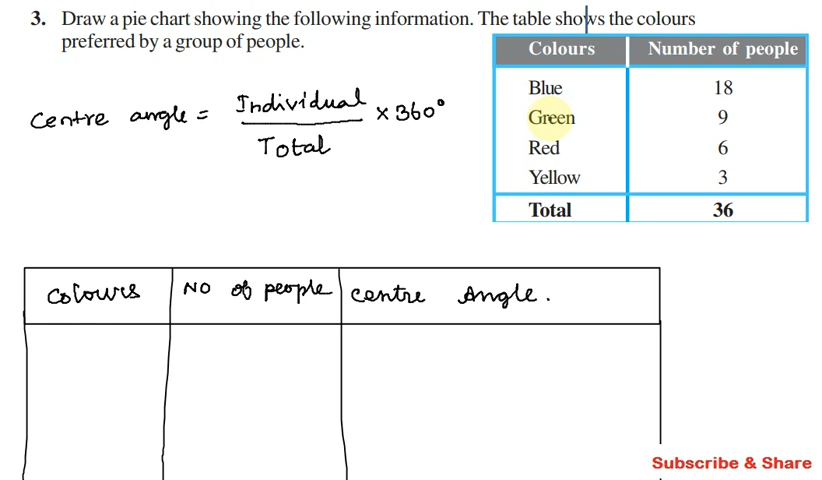 3. Draw a pie chart showing the following information. The table shows the colours
preferred by a group of people.
Colours Number of people
Blue 18
Green 9
Red 6
Yellow 3
Total 36
Centre angle = Individual / Total × 360°
Colours NO of people Centre Angle.
Subscribe & Share